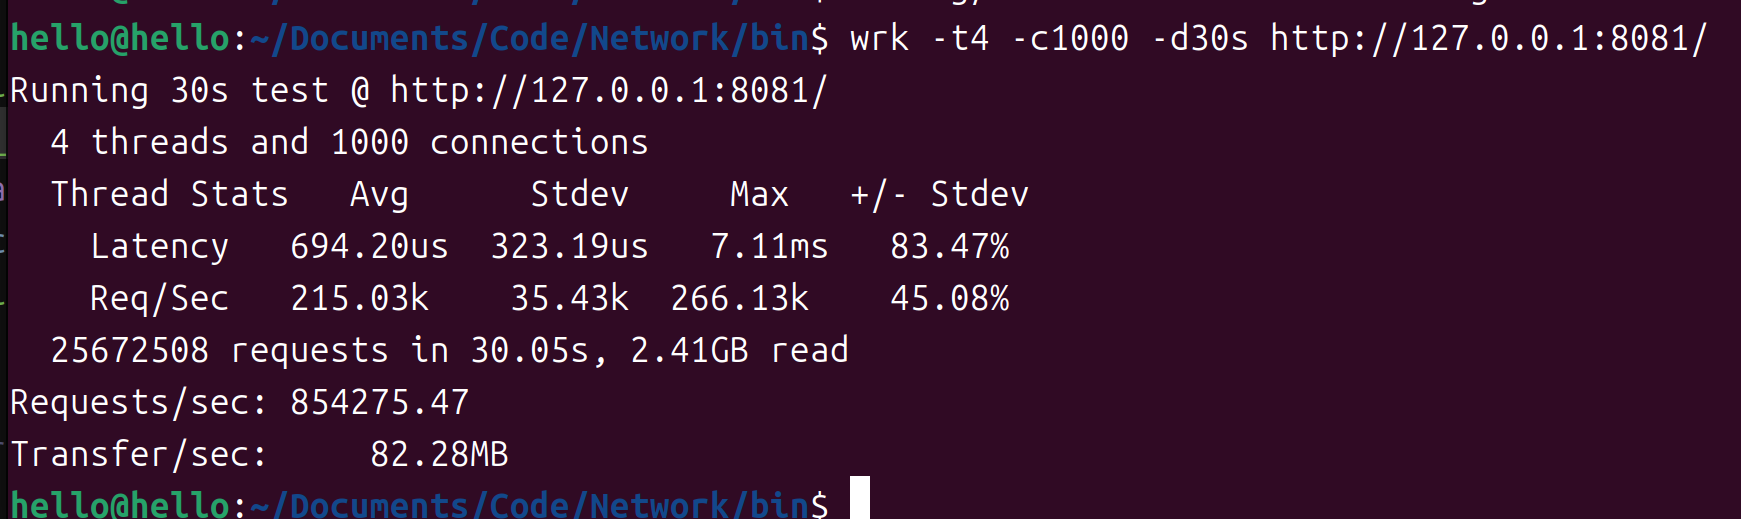 hello@hello:~/Documents/Code/Network/bin$ wrk -t4 -c1000 -d30s http://127.0.0.1:8081/
Running 30s test @ http://127.0.0.1:8081/
  4 threads and 1000 connections
  Thread Stats   Avg      Stdev     Max   +/- Stdev
    Latency   694.20us  323.19us   7.11ms   83.47%
    Req/Sec   215.03k    35.43k  266.13k    45.08%
  25672508 requests in 30.05s, 2.41GB read
Requests/sec: 854275.47
Transfer/sec:     82.28MB
hello@hello:~/Documents/Code/Network/bin$